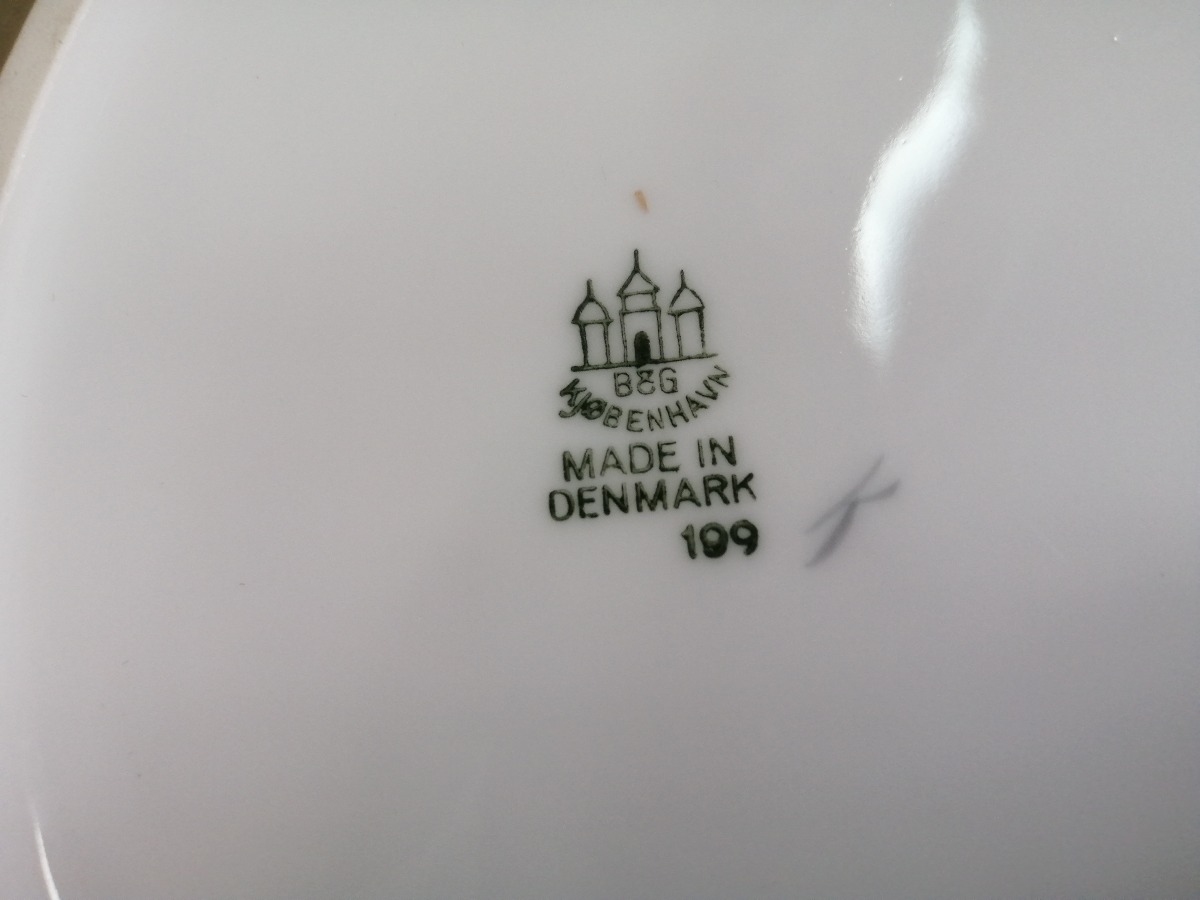 B&G
KJØBENHAVN
MADE IN
DENMARK
199